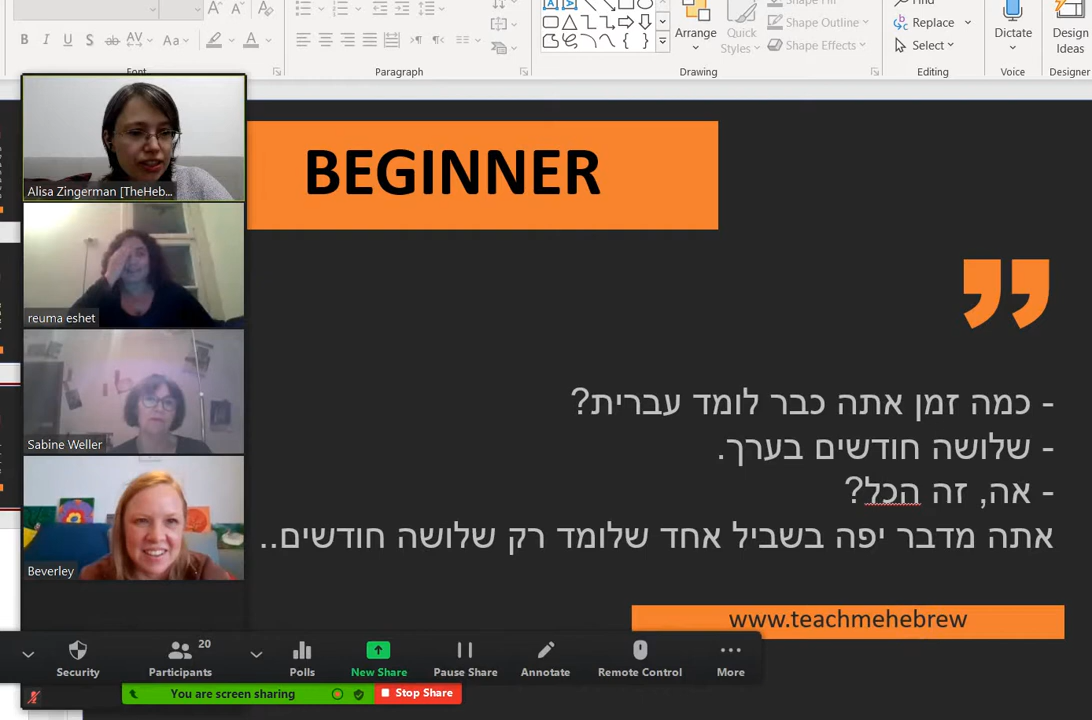 Replace
Arrange
Quick
Styles
Shape Outline
Shape Effects
Select
Dictate
Design
Ideas
Font
Paragraph
Drawing
Editing
Voice
Designer
B I U S ab AV Aa A
Alisa Zingerman [TheHeb...
reuma eshet
Sabine Weller
Beverley
BEGINNER
- כמה זמן אתה כבר לומד עברית?
- שלושה חודשים בערך.
- אה, זה הכל?
אתה מדבר יפה בשביל אחד שלומד רק שלושה חודשים..
www.teachmehebrew
Security
Participants 20
Polls
New Share
Pause Share
Annotate
Remote Control
More
You are screen sharing
Stop Share